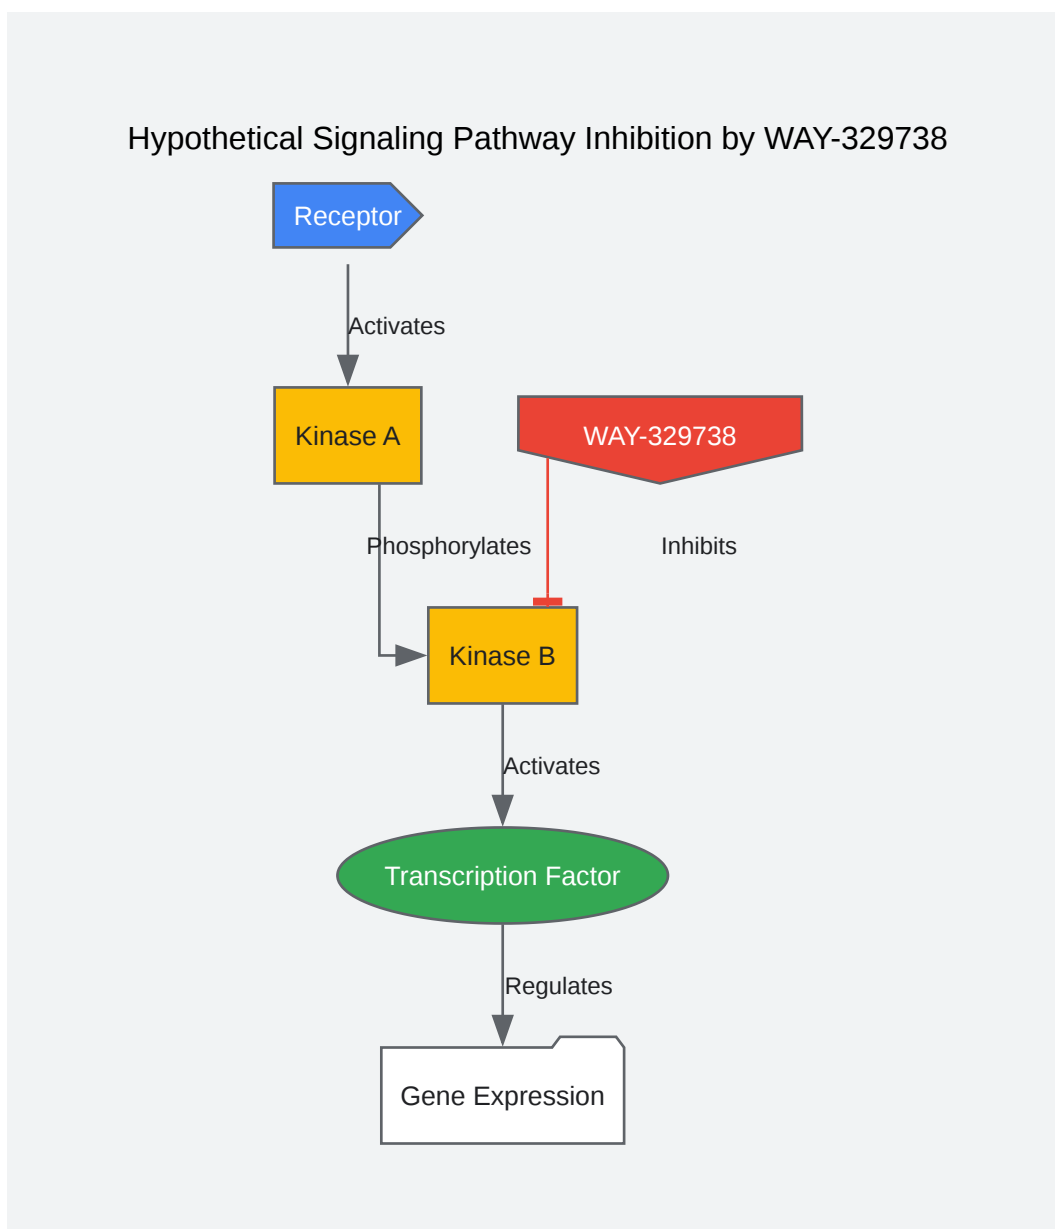 Hypothetical Signaling Pathway Inhibition by WAY-329738
Receptor
Activates
Kinase A
WAY-329738
Phosphorylates
Inhibits
Kinase B
Activates
Transcription Factor
Regulates
Gene Expression